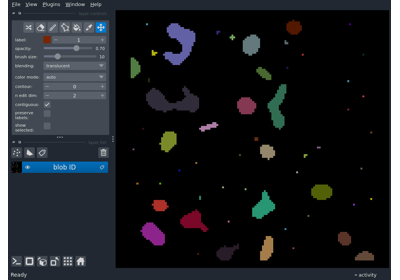 File View Plugins Window Help
label: 1
opacity: 0.70
brush size: 10
blending: translucent
color mode: auto
contour: 0
n edit dim: 2
contiguous:
preserve
labels:
show
selected:
blob ID
Ready
activity